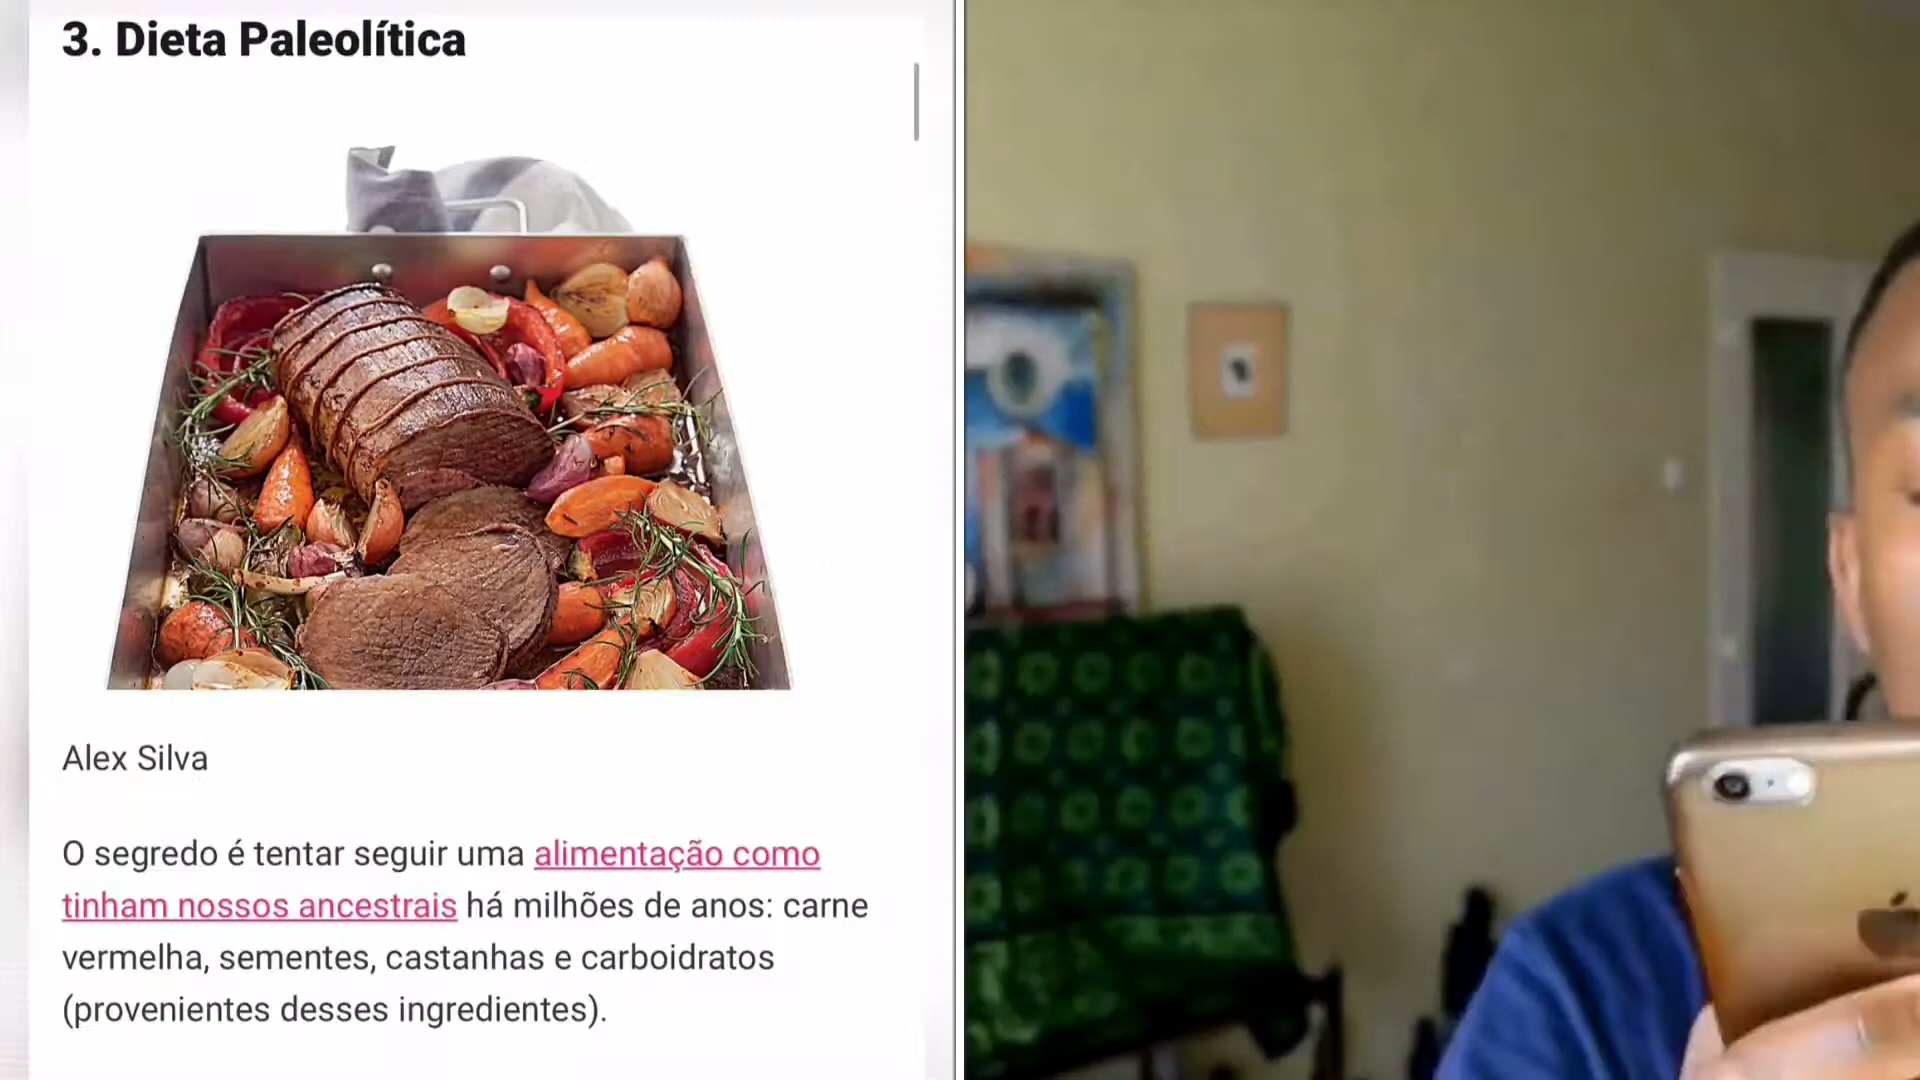 3. Dieta Paleolítica
Alex Silva
O segredo é tentar seguir uma alimentação como
tinham nossos ancestrais há milhões de anos: carne
vermelha, sementes, castanhas e carboidratos
(provenientes desses ingredientes).